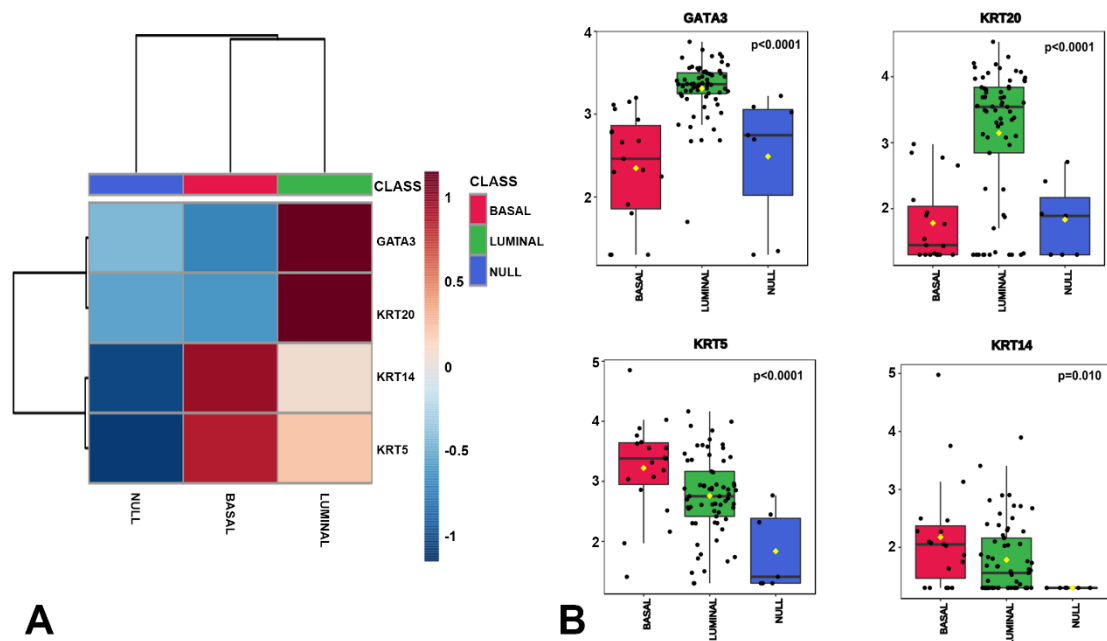 CLASS
CLASS
BASAL
LUMINAL
NULL
GATA3
KRT20
KRT14
KRT5
1
0.5
0
-0.5
-1
NULL
BASAL
LUMINAL
A
GATA3
p<0.0001
4
3
2
BASAL
LUMINAL
NULL
KRT20
p<0.0001
4
3
2
BASAL
LUMINAL
NULL
KRT5
p<0.0001
5
4
3
2
BASAL
LUMINAL
NULL
KRT14
p=0.010
5
4
3
2
BASAL
LUMINAL
NULL
B